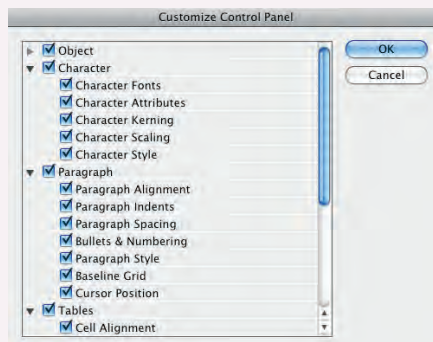 Customize Control Panel
Object
OK
Character
Cancel
Character Fonts
Character Attributes
Character Kerning
Character Scaling
Character Style
Paragraph
Paragraph Alignment
Paragraph Indents
Paragraph Spacing
Bullets & Numbering
Paragraph Style
Baseline Grid
Cursor Position
Tables
Cell Alignment